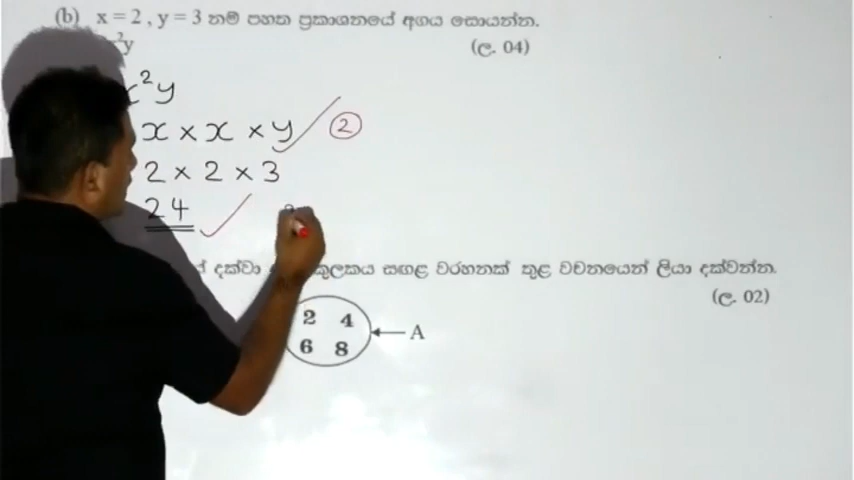 (b) x = 2 , y = 3 නම් පහත ප්‍රකාශනයේ අගය සොයන්න.
²y (ල. 04)
x²y
x × x × y ②
2 × 2 × 3
24
දක්වා කුලකය සඟළ වරහනක් තුළ වචනයෙන් ලියා දක්වන්න.
(ල. 02)
2 4
A
6 8